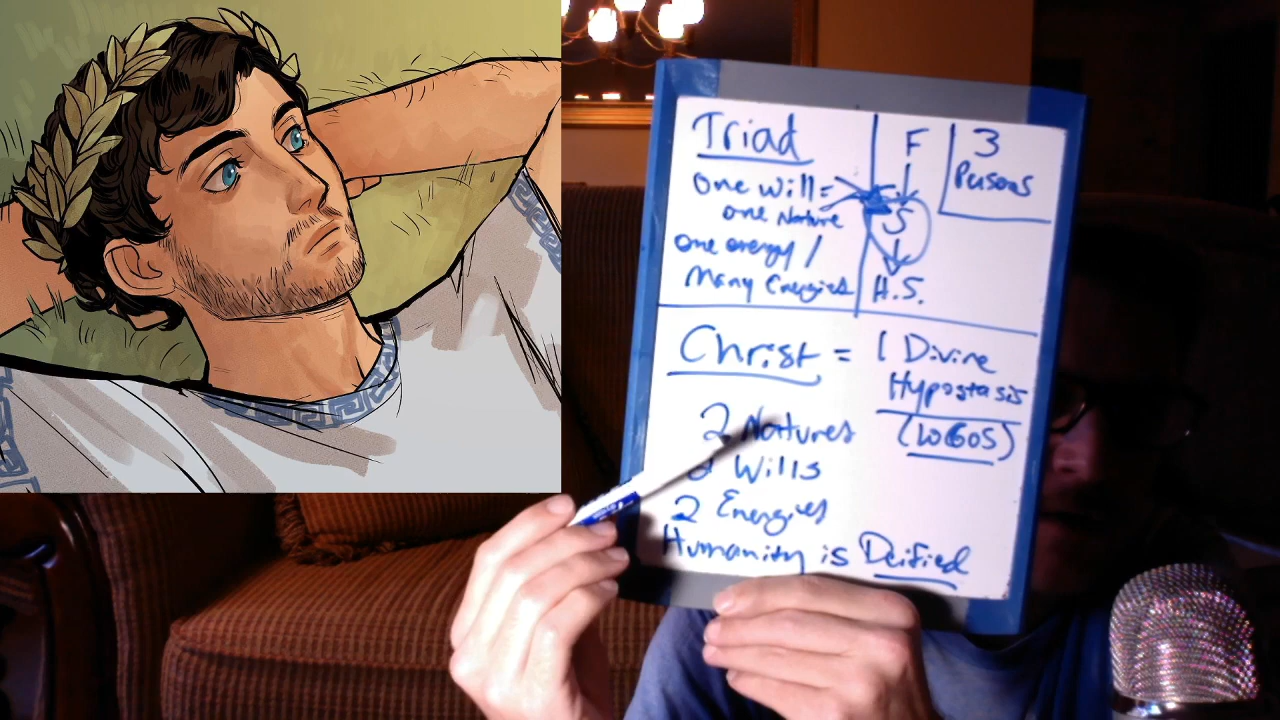 Triad
one will =
one Nature
one energy /
Many Energies
F
S
H.S.
3
Persons
Christ = 1 Divine
Hypostasis
(LOGOS)
2 Natures
2 Wills
2 Energies
Humanity is Deified